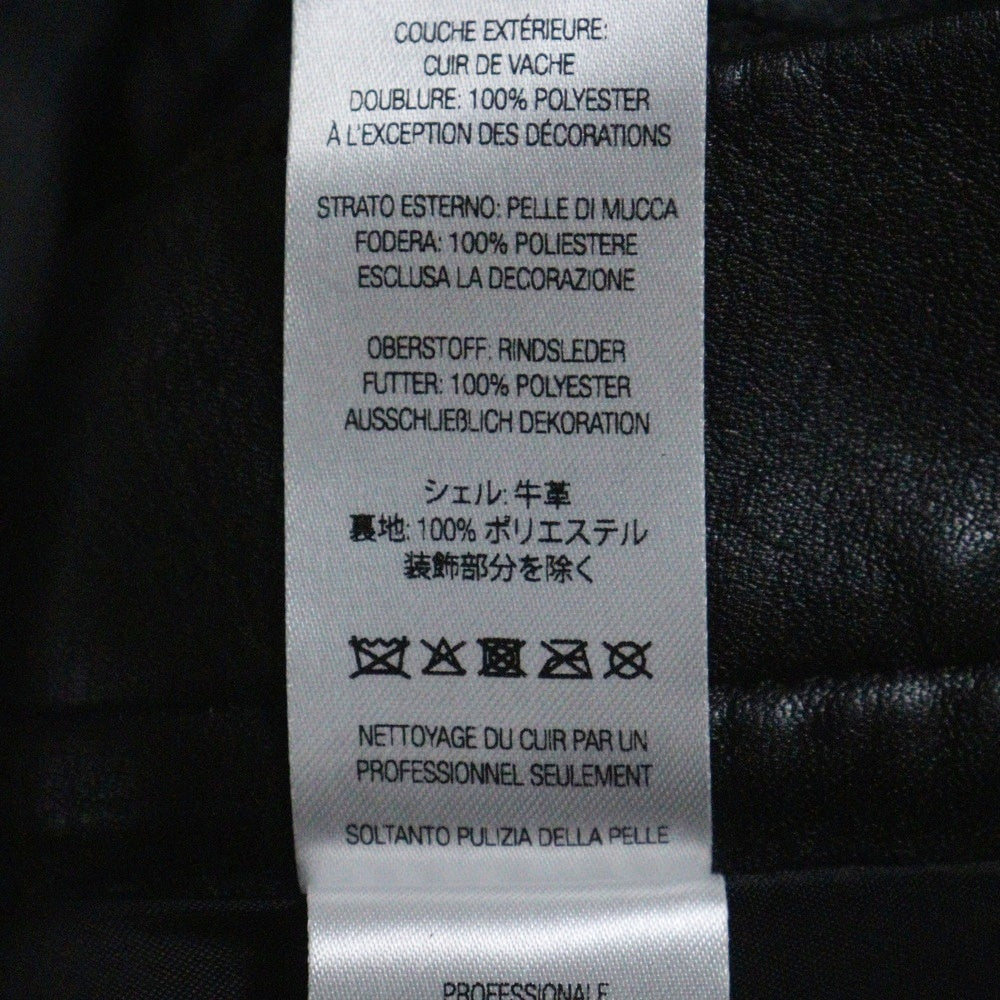 COUCHE EXTÉRIEURE:
CUIR DE VACHE
DOUBLURE: 100% POLYESTER
À L'EXCEPTION DES DÉCORATIONS
STRATO ESTERNO: PELLE DI MUCCA
FODERA: 100% POLIESTERE
ESCLUSA LA DECORAZIONE
OBERSTOFF: RINDSLEDER
FUTTER: 100% POLYESTER
AUSSCHLIEßLICH DEKORATION
シェル: 牛革
裏地: 100% ポリエステル
装飾部分を除く
NETTOYAGE DU CUIR PAR UN
PROFESSIONNEL SEULEMENT
SOLTANTO PULIZIA DELLA PELLE
PROFESSIONALE